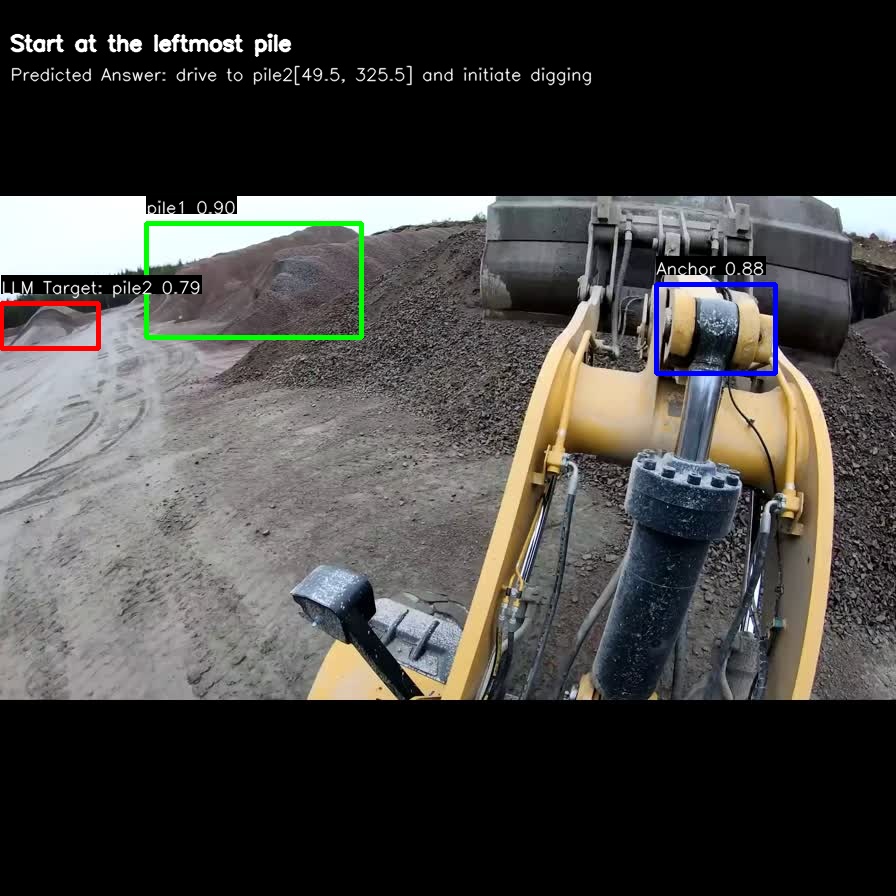 Start at the leftmost pile
Predicted Answer: drive to pile2[49.5, 325.5] and initiate digging
pile1 0.90
Anchor 0.88
LLM Target: pile2 0.79